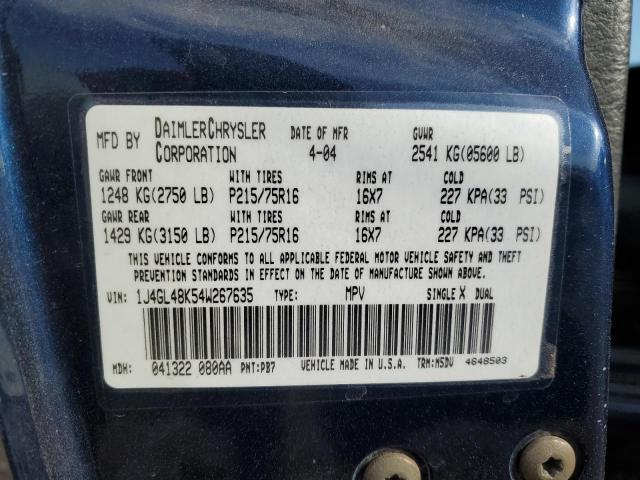 MFD BY DAIMLERCHRYSLER CORPORATION DATE OF MFR 4-04 GVWR 2541 KG(05600 LB)
GAWR FRONT WITH TIRES RIMS AT COLD
1248 KG(2750 LB) P215/75R16 16X7 227 KPA(33 PSI)
GAWR REAR WITH TIRES RIMS AT COLD
1429 KG(3150 LB) P215/75R16 16X7 227 KPA(33 PSI)
THIS VEHICLE CONFORMS TO ALL APPLICABLE FEDERAL MOTOR VEHICLE SAFETY AND THEFT
PREVENTION STANDARDS IN EFFECT ON THE DATE OF MANUFACTURE SHOWN ABOVE.
VIN: 1J4GL48K54W267635 TYPE: MPV SINGLE X DUAL
MDH: 041322 080AA PNT:PB7 VEHICLE MADE IN U.S.A. TRM:M5DV 4648503